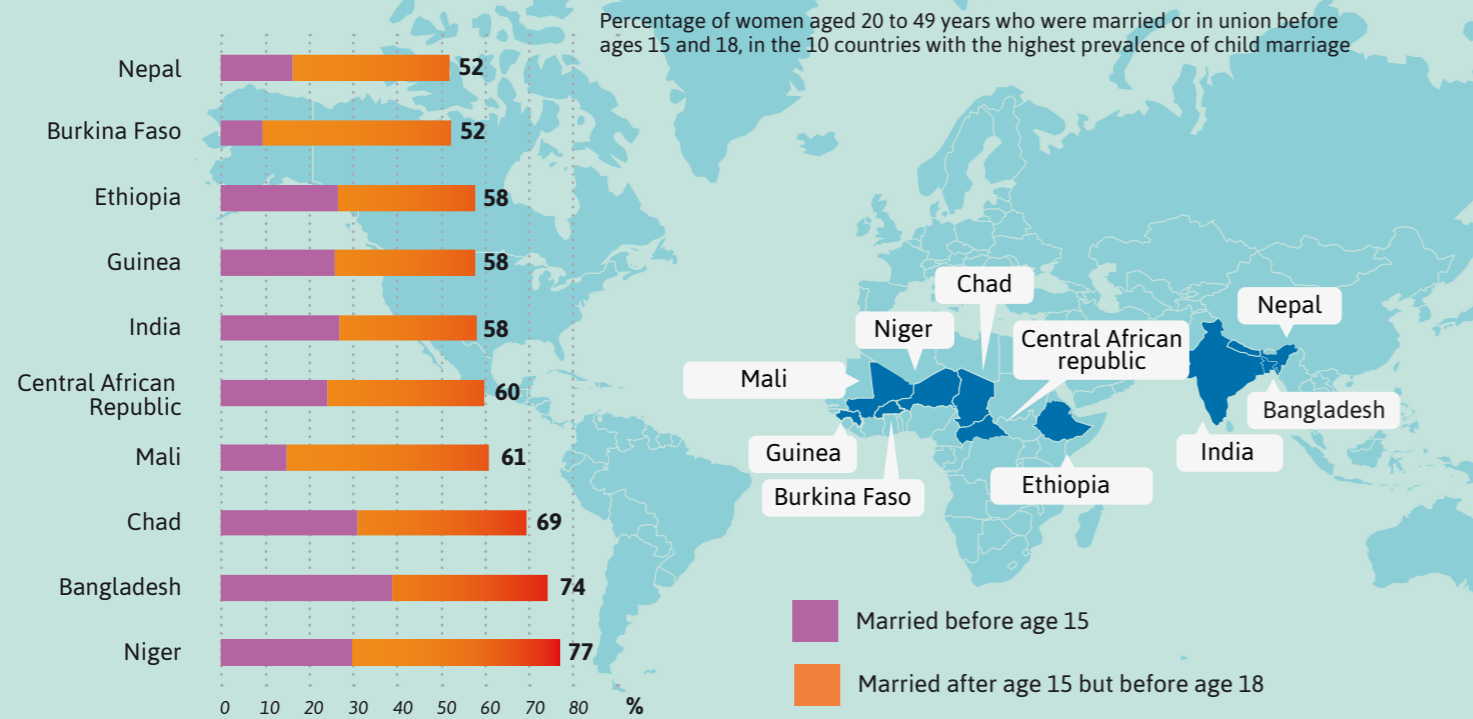 Percentage of women aged 20 to 49 years who were married or in union before
ages 15 and 18, in the 10 countries with the highest prevalence of child marriage
Nepal 52
Burkina Faso 52
Ethiopia 58
Guinea 58
India 58
Central African
Republic 60
Mali 61
Chad 69
Bangladesh 74
Niger 77
0 10 20 30 40 50 60 70 80 %
Chad
Niger
Central African
republic
Nepal
Mali
Bangladesh
Guinea
India
Burkina Faso
Ethiopia
Married before age 15
Married after age 15 but before age 18